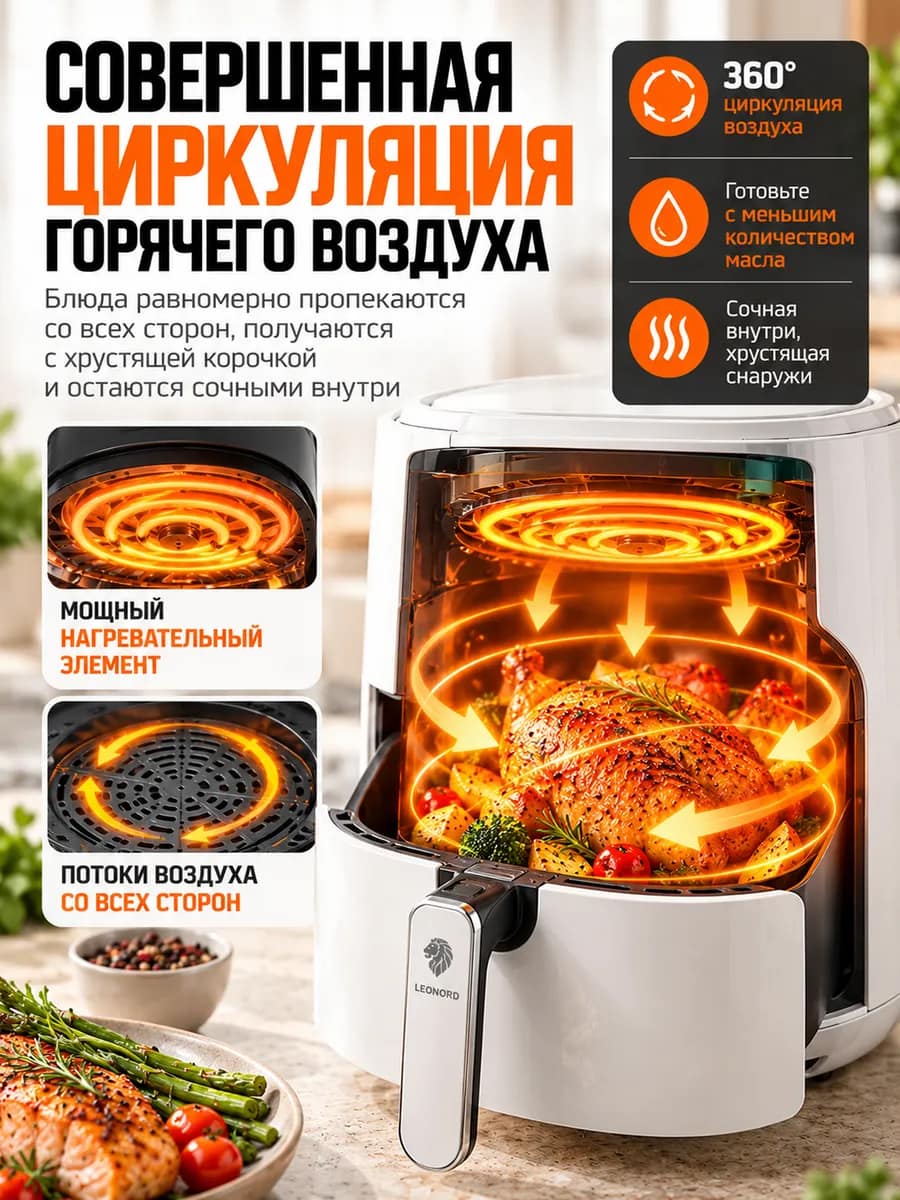 СОВЕРШЕННАЯ
ЦИРКУЛЯЦИЯ
ГОРЯЧЕГО ВОЗДУХА
Блюда равномерно пропекаются
со всех сторон, получаются
с хрустящей корочкой
и остаются сочными внутри
360°
циркуляция
воздуха
Готовьте
с меньшим
количеством
масла
Сочная
внутри,
хрустящая
снаружи
МОЩНЫЙ
НАГРЕВАТЕЛЬНЫЙ
ЭЛЕМЕНТ
ПОТОКИ ВОЗДУХА
СО ВСЕХ СТОРОН
LEONORD